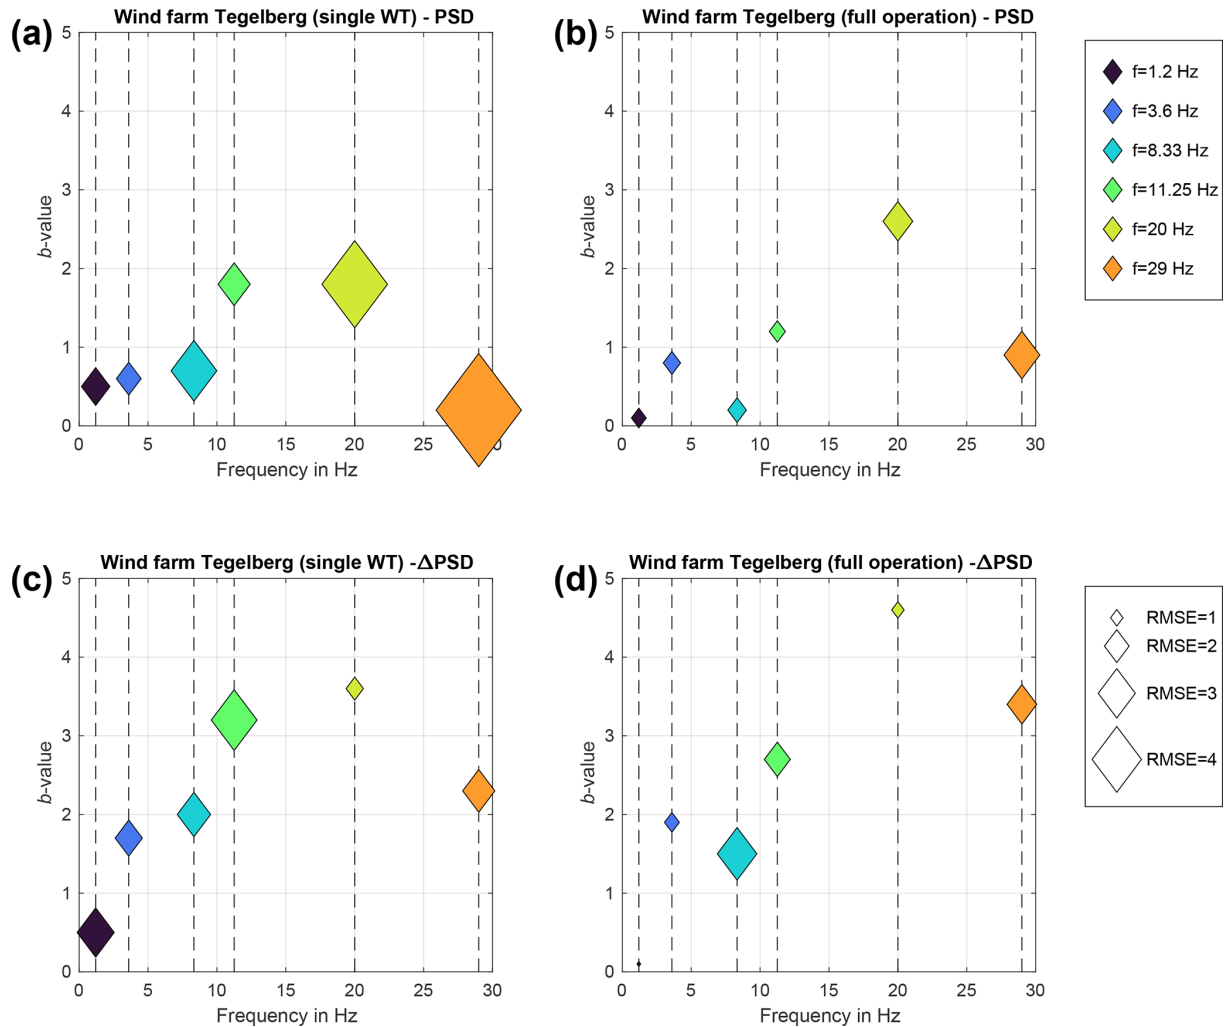 (a)
Wind farm Tegelberg (single WT) - PSD
5
4
3
2
1
0
b-value
0 5 10 15 20 25 0
Frequency in Hz
(b)
Wind farm Tegelberg (full operation) - PSD
5
4
3
2
1
0
b-value
0 5 10 15 20 25 30
Frequency in Hz
f=1.2 Hz
f=3.6 Hz
f=8.33 Hz
f=11.25 Hz
f=20 Hz
f=29 Hz
(c)
Wind farm Tegelberg (single WT) -ΔPSD
5
4
3
2
1
0
b-value
0 5 10 15 20 25 30
Frequency in Hz
(d)
Wind farm Tegelberg (full operation) -ΔPSD
5
4
3
2
1
0
b-value
0 5 10 15 20 25 30
Frequency in Hz
RMSE=1
RMSE=2
RMSE=3
RMSE=4